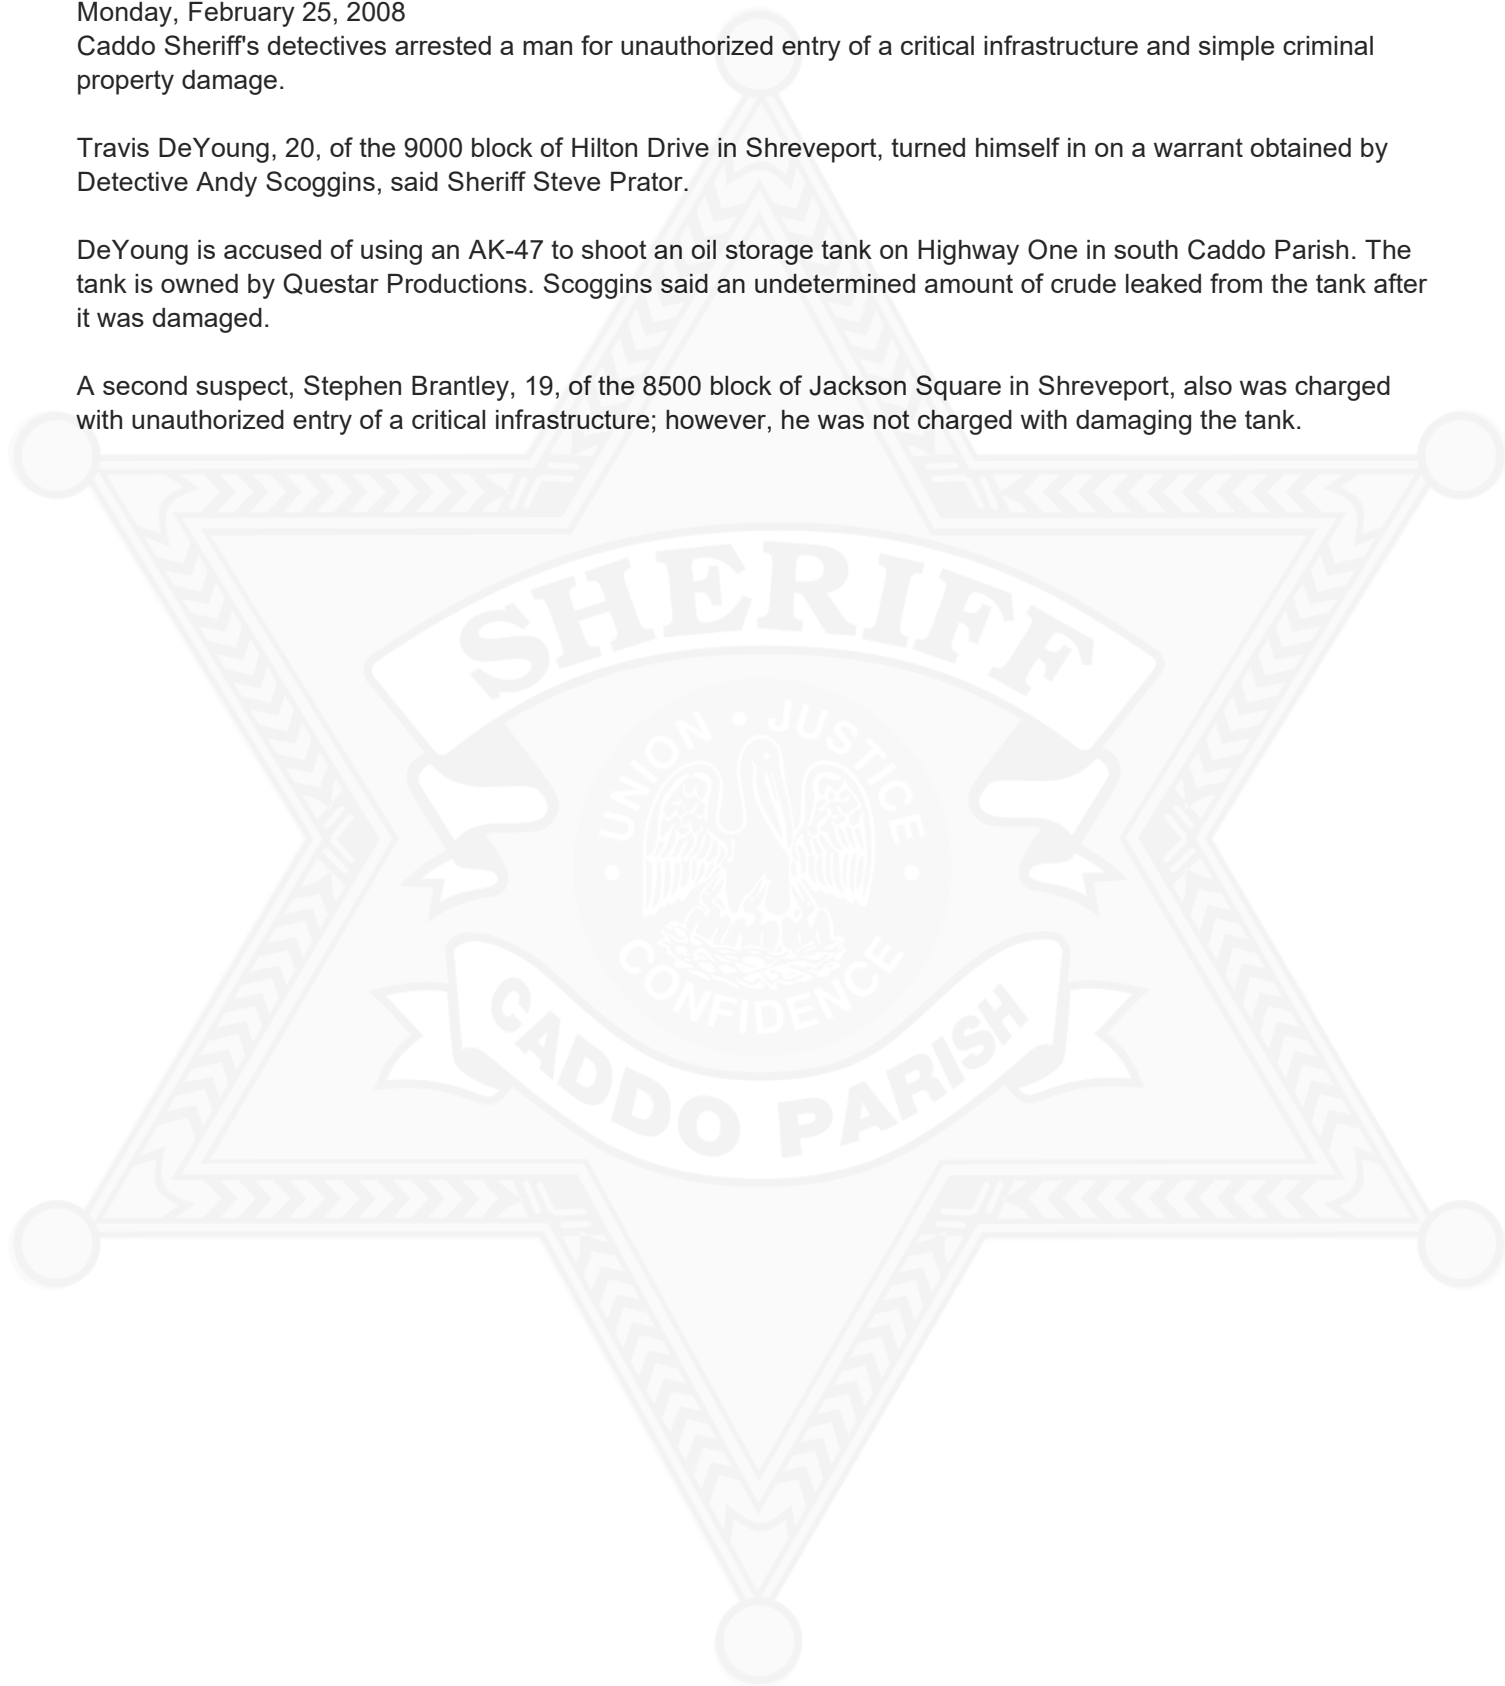 Monday, February 25, 2008
Caddo Sheriff's detectives arrested a man for unauthorized entry of a critical infrastructure and simple criminal
property damage.
Travis DeYoung, 20, of the 9000 block of Hilton Drive in Shreveport, turned himself in on a warrant obtained by
Detective Andy Scoggins, said Sheriff Steve Prator.
DeYoung is accused of using an AK-47 to shoot an oil storage tank on Highway One in south Caddo Parish. The
tank is owned by Questar Productions. Scoggins said an undetermined amount of crude leaked from the tank after
it was damaged.
A second suspect, Stephen Brantley, 19, of the 8500 block of Jackson Square in Shreveport, also was charged
with unauthorized entry of a critical infrastructure; however, he was not charged with damaging the tank.
SHERIFF
UNION • JUSTICE
• CONFIDENCE •
CADDO PARISH